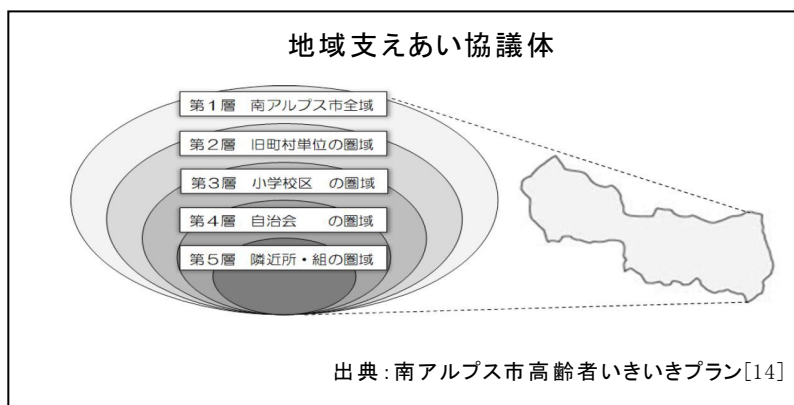 地域支えあい協議体
第１層　南アルプス市全域
第２層　旧町村単位の圏域
第３層　小学校区　の圏域
第４層　自治会　　の圏域
第５層　隣近所・組の圏域
出典:南アルプス市高齢者いきいきプラン[14]